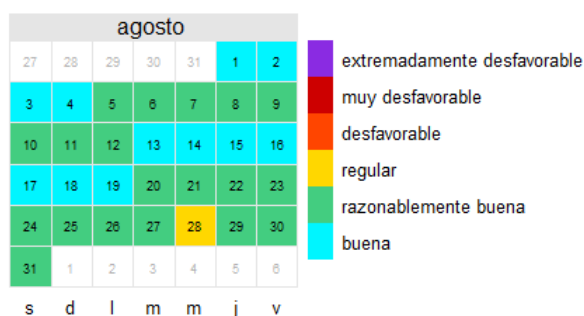 agosto
27 28 29 30 31 1 2
3 4 5 6 7 8 9
10 11 12 13 14 15 16
17 18 19 20 21 22 23
24 25 26 27 28 29 30
31 1 2 3 4 5 6
s d l m m j v
extremadamente desfavorable
muy desfavorable
desfavorable
regular
razonablemente buena
buena